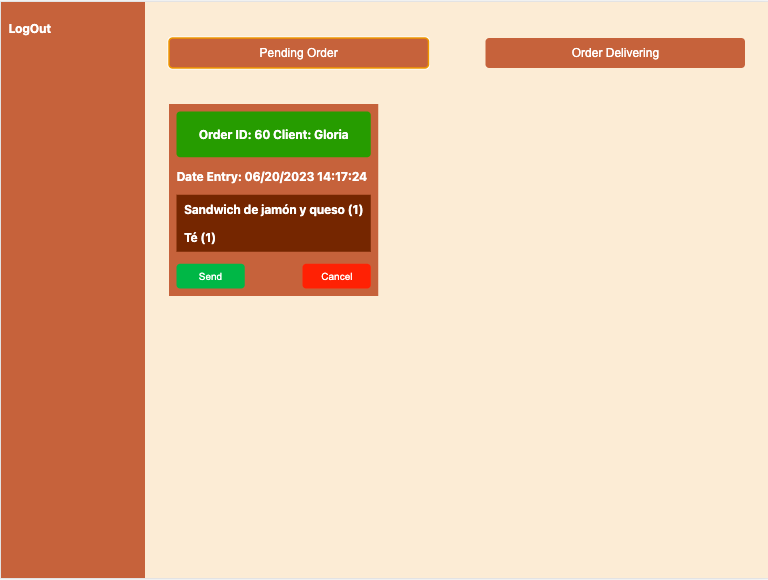 LogOut
Pending Order
Order Delivering
Order ID: 60 Client: Gloria
Date Entry: 06/20/2023 14:17:24
Sandwich de jamón y queso (1)
Té (1)
Send
Cancel